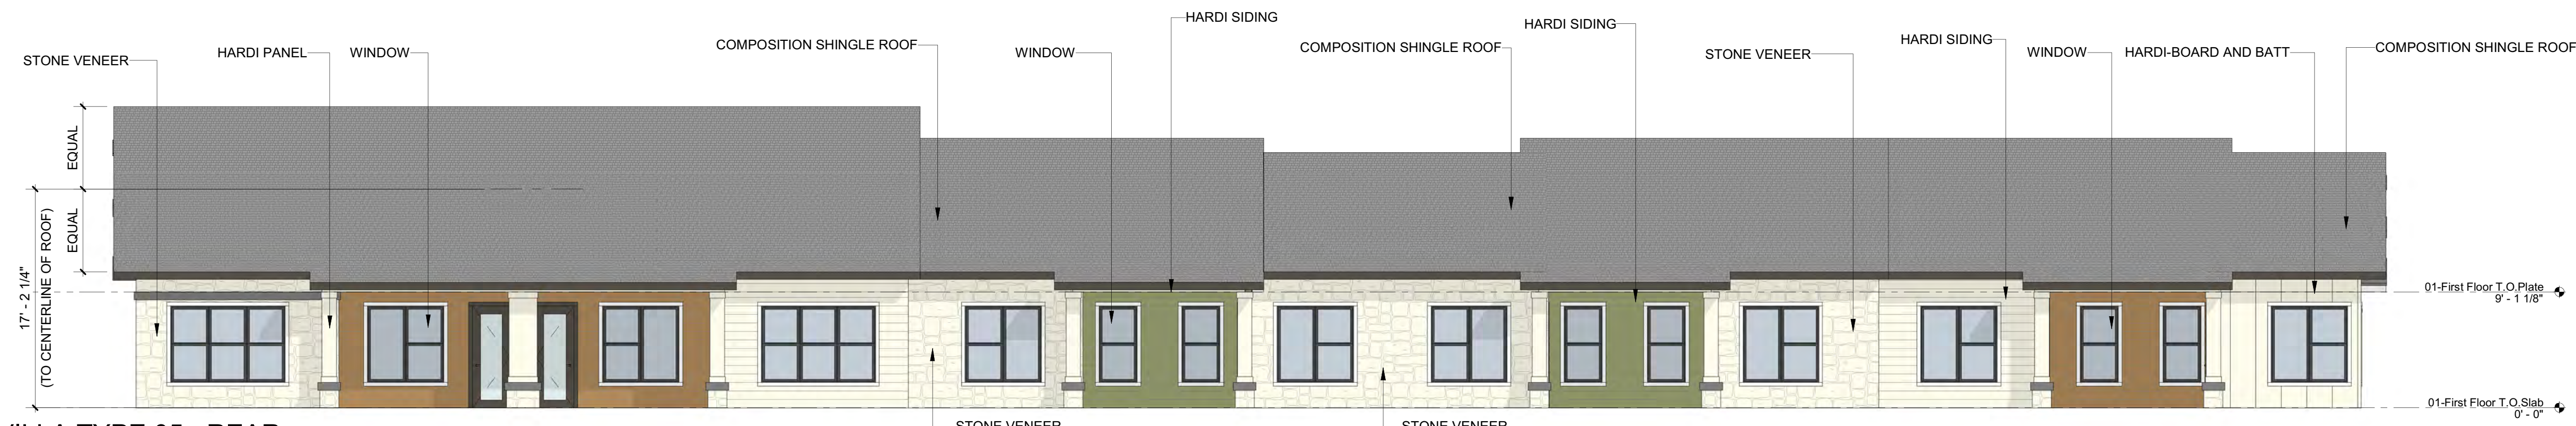 HARDI SIDING
HARDI SIDING
HARDI SIDING
COMPOSITION SHINGLE ROOF
COMPOSITION SHINGLE ROOF
COMPOSITION SHINGLE ROOF
HARDI PANEL
WINDOW
WINDOW
STONE VENEER
WINDOW
HARDI-BOARD AND BATT
STONE VENEER
EQUAL
EQUAL
17' - 2 1/4"
(TO CENTERLINE OF ROOF)
01-First Floor T.O.Plate
9' - 1 1/8"
01-First Floor T.O.Slab
0' - 0"
STONE VENEER
STONE VENEER